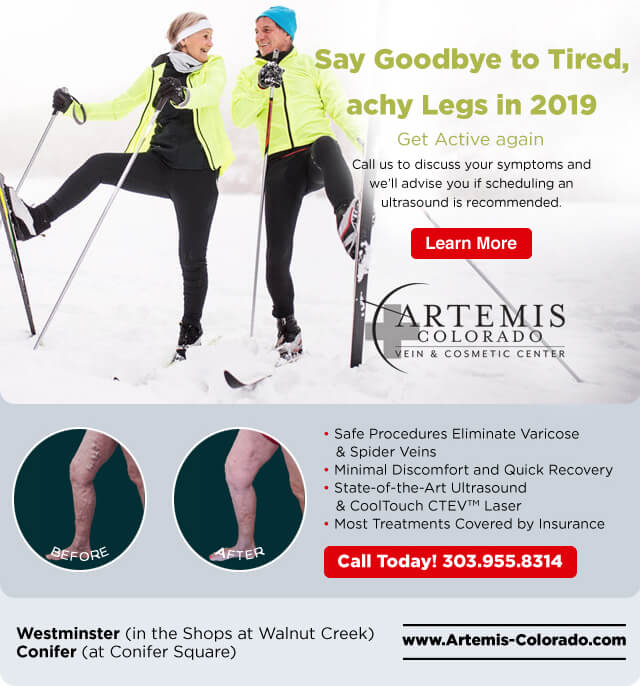 Say Goodbye to Tired,
achy Legs in 2019
Get Active again
Call us to discuss your symptoms and
we'll advise you if scheduling an
ultrasound is recommended.
Learn More
ARTEMIS
COLORADO
VEIN & COSMETIC CENTER
BEFORE
AFTER
• Safe Procedures Eliminate Varicose
& Spider Veins
• Minimal Discomfort and Quick Recovery
• State-of-the-Art Ultrasound
& CoolTouch CTEV™ Laser
• Most Treatments Covered by Insurance
Call Today! 303.955.8314
Westminster (in the Shops at Walnut Creek)
Conifer (at Conifer Square)
www.Artemis-Colorado.com